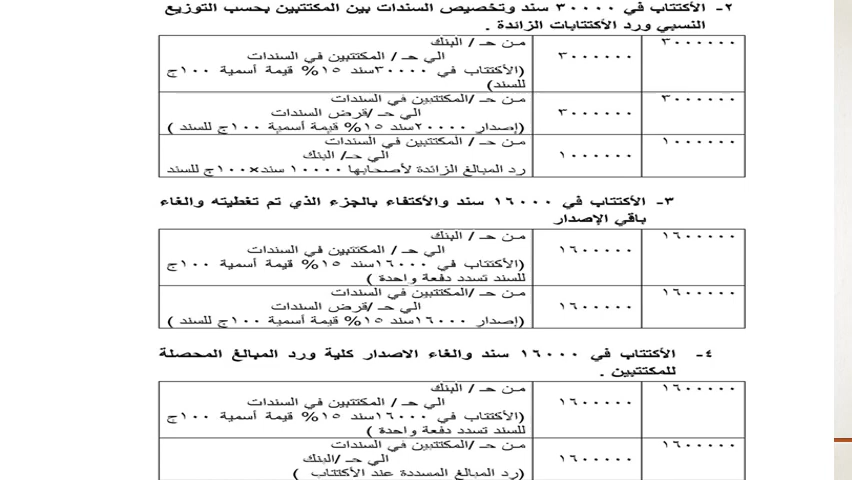 ٢- الأكتتاب في ٣٠٠٠٠ سند وتخصيص السندات بين المكتتبين بحسب التوزيع
النسبي ورد الأكتتابات الزائدة .
٣٠٠٠٠٠٠ من حـ / البنك
٣٠٠٠٠٠٠ الي حـ / المكتتبين في السندات
(الأكتتاب في ٣٠٠٠٠سند ١٥% قيمة أسمية ١٠٠ج
للسند)
٣٠٠٠٠٠٠ من حـ /المكتتبين في السندات
٣٠٠٠٠٠٠ الي حـ /قرض السندات
(إصدار ٢٠٠٠٠سند ١٥% قيمة أسمية ١٠٠ج للسند )
١٠٠٠٠٠٠ من حـ / المكتتبين في السندات
١٠٠٠٠٠٠ الي حـ/ البنك
رد المبالغ الزائدة لأصحابها ١٠٠٠٠ سند×١٠٠ج للسند
٣- الأكتتاب في ١٦٠٠٠ سند والأكتفاء بالجزء الذي تم تغطيته والغاء
باقي الإصدار
١٦٠٠٠٠٠ من حـ / البنك
١٦٠٠٠٠٠ الي حـ / المكتتبين في السندات
(الأكتتاب في ١٦٠٠٠سند ١٥% قيمة أسمية ١٠٠ج
للسند تسدد دفعة واحدة )
١٦٠٠٠٠٠ من حـ /المكتتبين في السندات
١٦٠٠٠٠٠ الي حـ /قرض السندات
(إصدار ١٦٠٠٠سند ١٥% قيمة أسمية ١٠٠ج للسند )
٤- الأكتتاب في ١٦٠٠٠ سند والغاء الاصدار كلية ورد المبالغ المحصلة
للمكتتبين .
١٦٠٠٠٠٠ من حـ / البنك
١٦٠٠٠٠٠ الي حـ / المكتتبين في السندات
(الأكتتاب في ١٦٠٠٠سند ١٥% قيمة أسمية ١٠٠ج
للسند تسدد دفعة واحدة )
١٦٠٠٠٠٠ من حـ /المكتتبين في السندات
١٦٠٠٠٠٠ الي حـ /البنك
(رد المبالغ المسددة عند الأكتتاب )